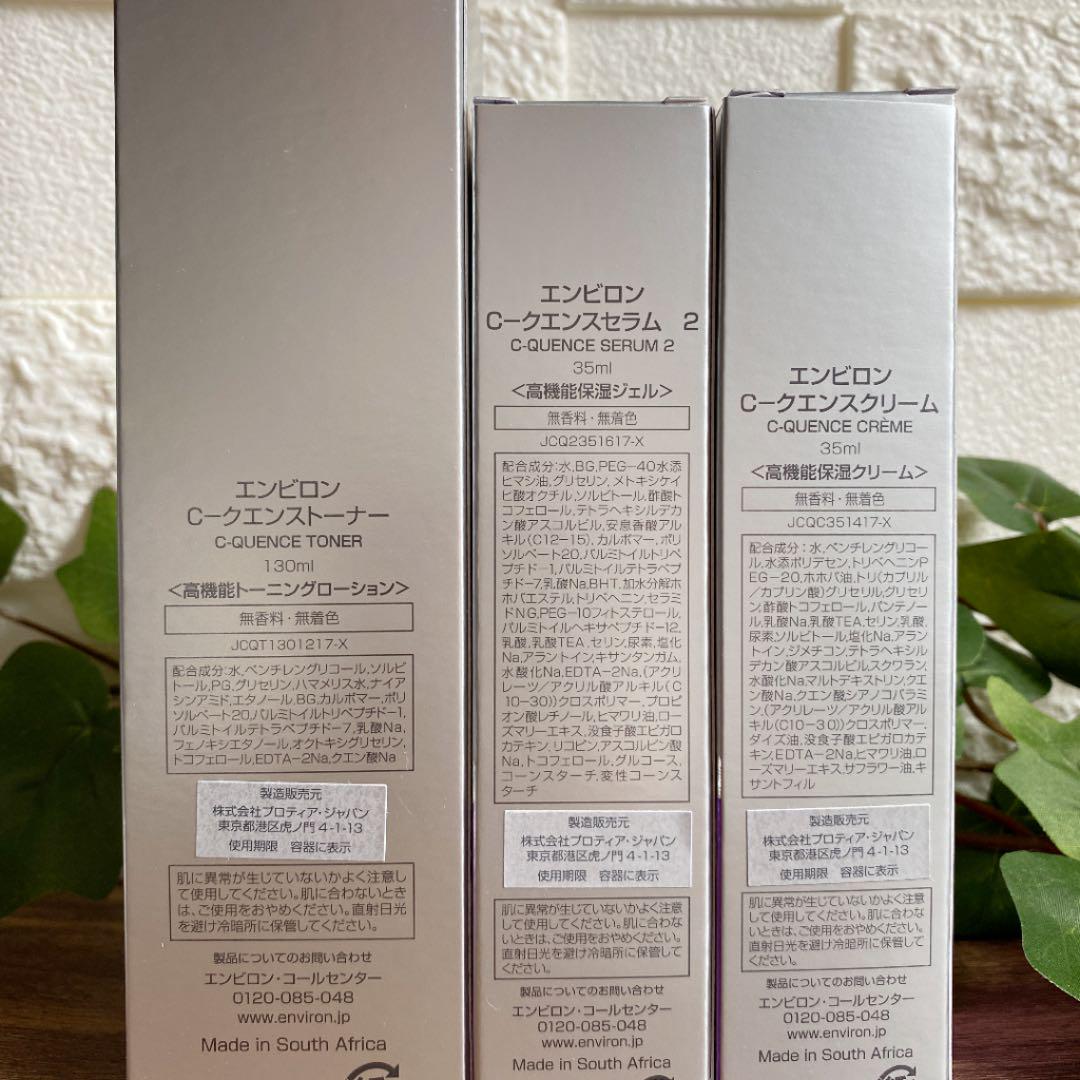 エンビロン
C-クエンストーナー
C-QUENCE TONER
130ml
<高機能トーニングローション>
無香料・無着色
JCQT1301217-X
配合成分:水,ペンチレングリコール,ソルビ
トール,PG,グリセリン,ハマメリス水,ナイア
シンアミド,エタノール,BG,カルボマー,ポリ
ソルベート20,パルミトイルトリペプチド-1,
パルミトイルテトラペプチド-7,乳酸Na,
フェノキシエタノール,オクトキシグリセリン,
トコフェロール,EDTA-2Na,クエン酸Na
製造販売元
株式会社プロティア・ジャパン
東京都港区虎ノ門 4-1-13
使用期限 容器に表示
肌に異常が生じていないかよく注意し
て使用してください。肌に合わないとき
は、ご使用をおやめください。直射日光
を避け冷暗所に保管してください。
製品についてのお問い合わせ
エンビロン・コールセンター
0120-085-048
www.environ.jp
Made in South Africa
エンビロン
C-クエンスセラム 2
C-QUENCE SERUM 2
35ml
<高機能保湿ジェル>
無香料・無着色
JCQ2351617-X
配合成分:水,BG,PEG-40水添
ヒマシ油,グリセリン,メトキシケイ
ヒ酸オクチル,ソルビトール,酢酸ト
コフェロール,テトラヘキシルデカ
ン酸アスコルビル,安息香酸アル
キル(C12-15),カルボマー,ポリ
ソルベート20,パルミトイルトリペ
プチド-1,パルミトイルテトラペプ
チド-7,乳酸Na,BHT,加水分解ホ
ホバエステル,トリベヘニン,セラミ
ドNG,PEG-10フィトステロール,
パルミトイルヘキサペプチド-12,
乳酸,乳酸TEA,セリン,尿素,塩化
Na,アラントイン,キサンタンガム,
水酸化Na,EDTA-2Na,(アクリ
レーツ/アクリル酸アルキル(C
10-30))クロスポリマー,プロピ
オン酸レチノール,ヒマワリ油,ロー
ズマリーエキス,没食子酸エピガロ
カテキン,リコピン,アスコルビン酸
Na,トコフェロール,グルコース,
コーンスターチ,変性コーンス
ターチ
製造販売元
株式会社プロティア・ジャパン
東京都港区虎ノ門 4-1-13
使用期限 容器に表示
肌に異常が生じていないかよく注意
して使用してください。肌に合わな
いときは、ご使用をおやめください。
直射日光を避け冷暗所に保管して
ください。
製品についてのお問い合わせ
エンビロン・コールセンター
0120-085-048
www.environ.jp
Made in South Africa
エンビロン
C-クエンスクリーム
C-QUENCE CRÈME
35ml
<高機能保湿クリーム>
無香料・無着色
JCQC351417-X
配合成分:水,ペンチレングリコー
ル,水添ポリデセン,トリベヘニンP
EG-20,ホホバ油,トリ(カプリル
/カプリン酸)グリセリル,グリセリ
ン,酢酸トコフェロール,パンテノー
ル,乳酸Na,乳酸TEA,セリン,乳酸,
尿素,ソルビトール,塩化Na,アラン
トイン,ジメチコン,テトラヘキシル
デカン酸アスコルビル,スクワラン,
水酸化Na,マルトデキストリン,クエ
ン酸Na,クエン酸,シアノコバラミ
ン,(アクリレーツ/アクリル酸アル
キル(C10-30))クロスポリマー,
ダイズ油,没食子酸エピガロカテ
キン,EDTA-2Na,ヒマワリ油,ロ
ーズマリーエキス,サフラワー油,キ
サントフィル
製造販売元
株式会社プロティア・ジャパン
東京都港区虎ノ門 4-1-13
使用期限 容器に表示
肌に異常が生じていないかよく注意
して使用してください。肌に合わな
いときは、ご使用をおやめください。
直射日光を避け冷暗所に保管して
ください。
製品についてのお問い合わせ
エンビロン・コールセンター
0120-085-048
www.environ.jp
Made in South Africa